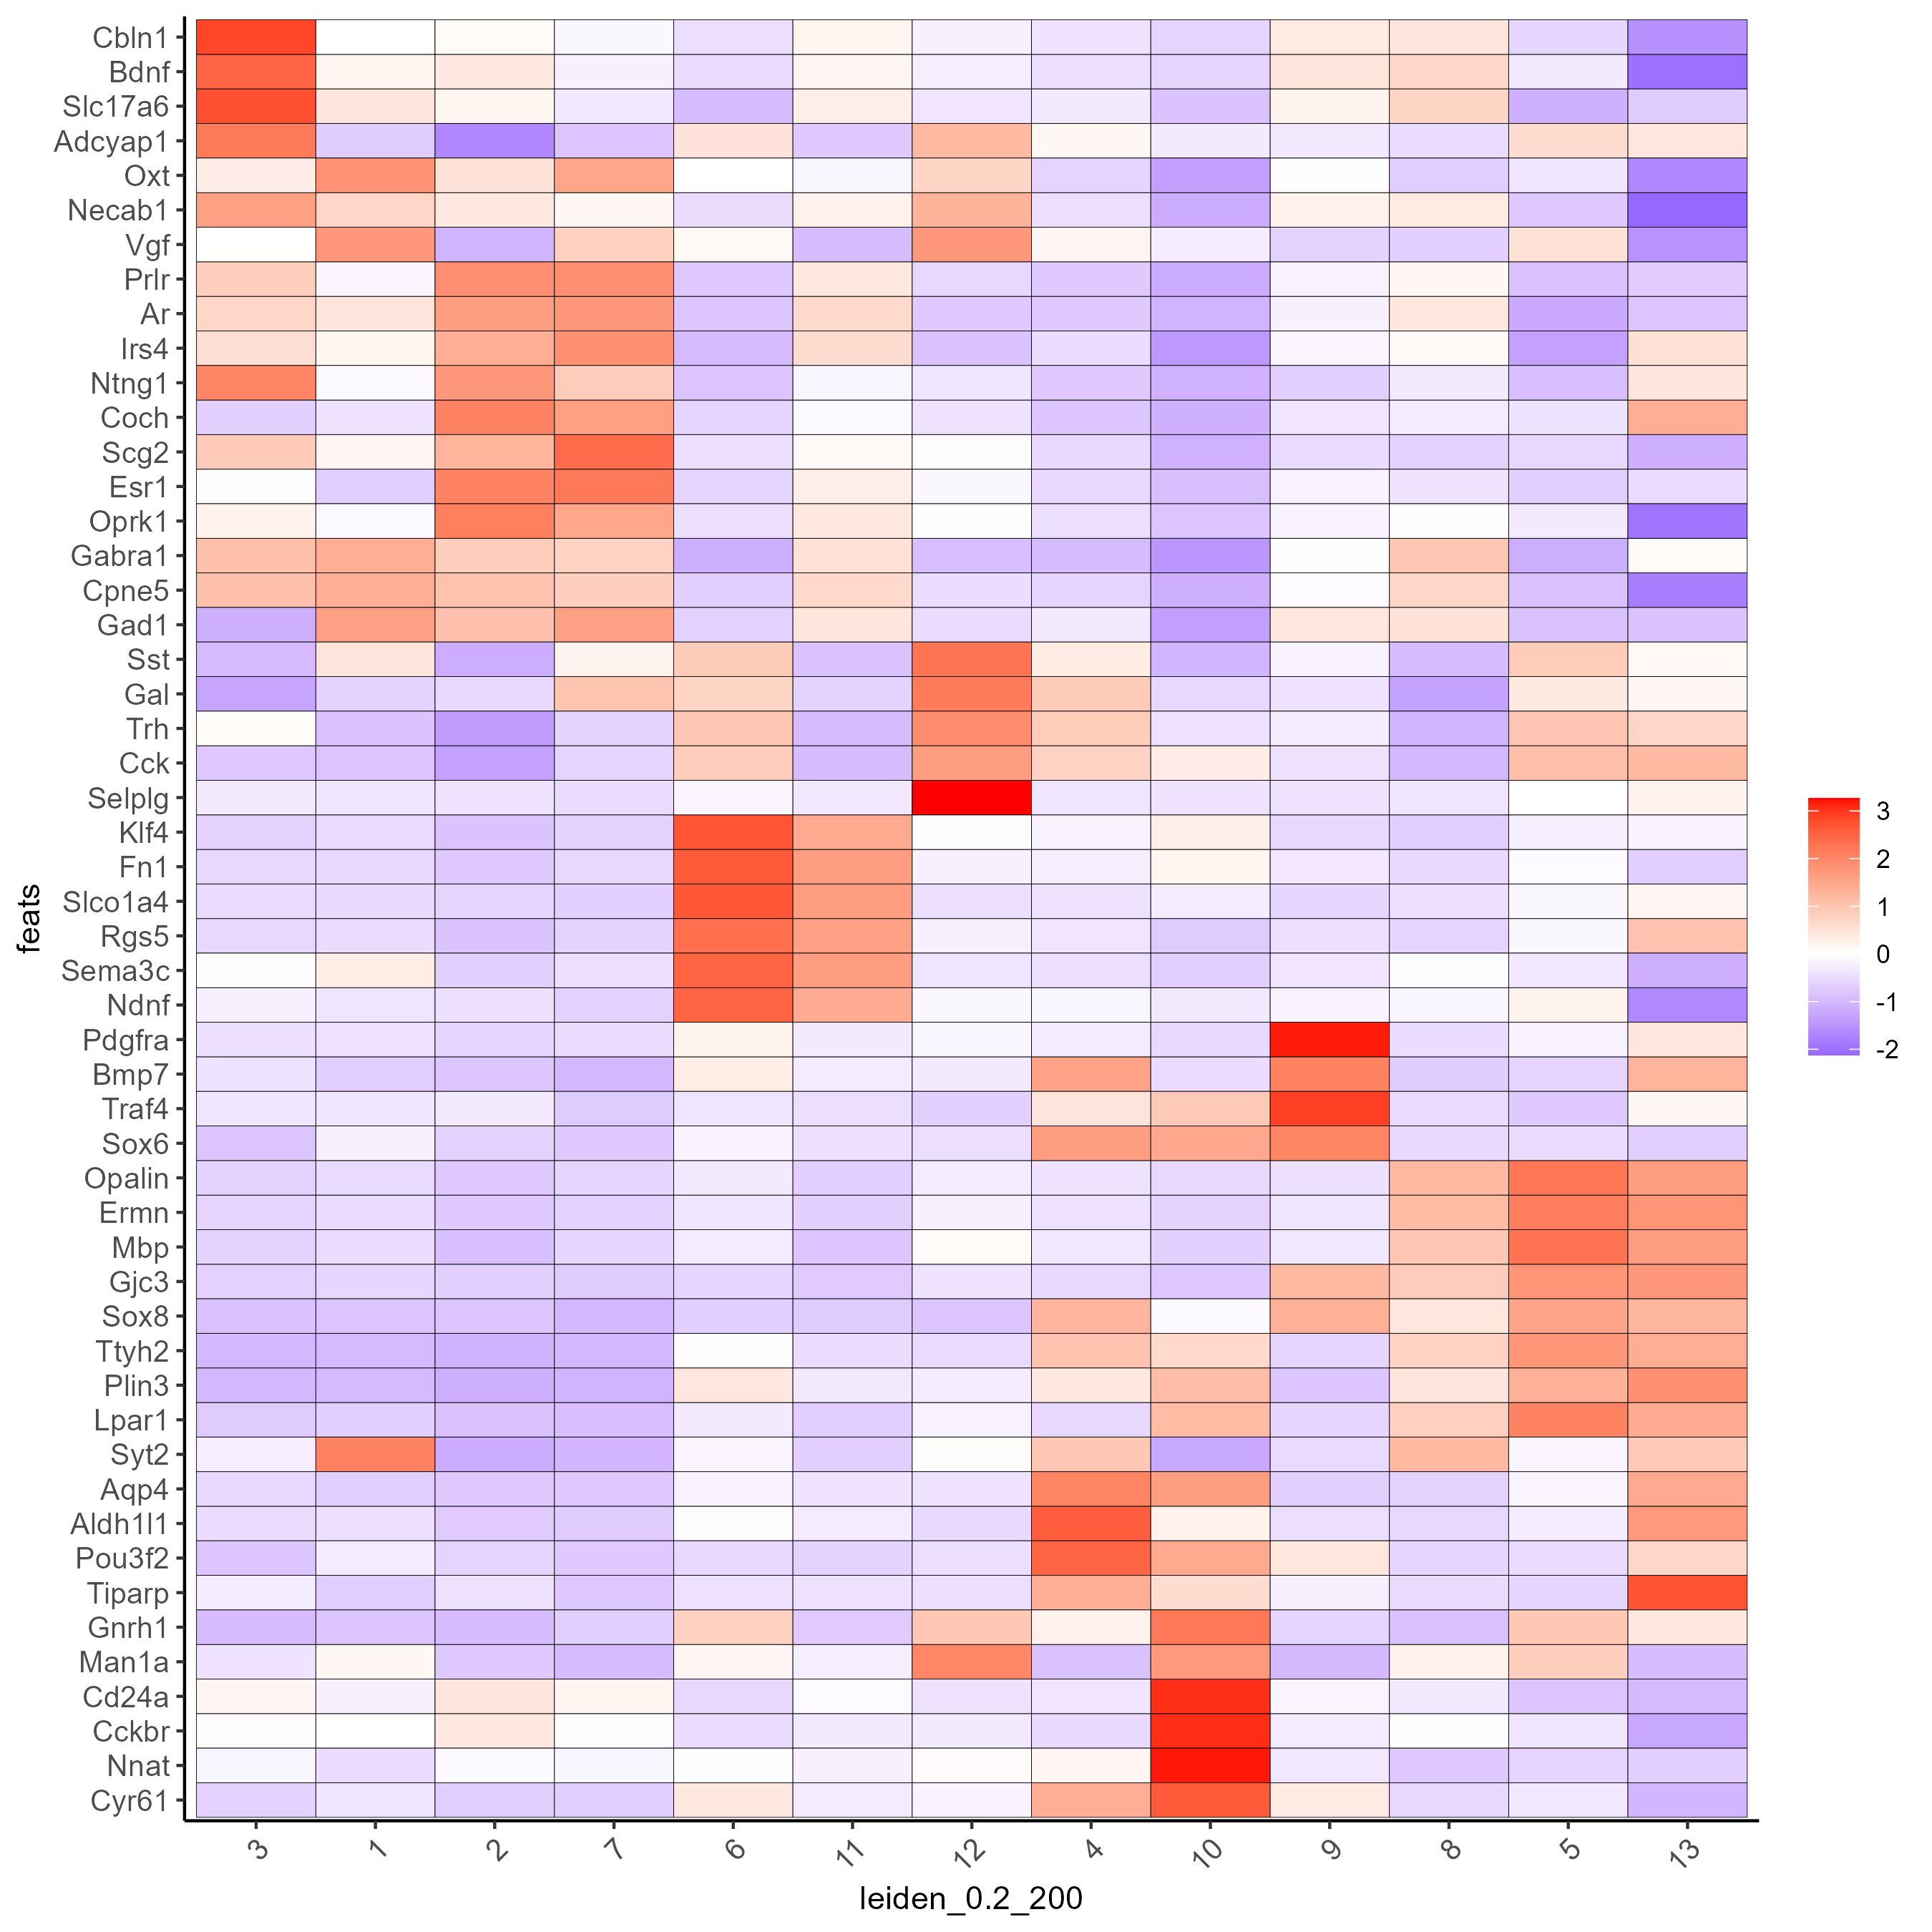 Cbln1
Bdnf
Slc17a6
Adcyap1
Oxt
Necab1
Vgf
Prlr
Ar
Irs4
Ntng1
Coch
Scg2
Esr1
Oprk1
Gabra1
Cpne5
Gad1
Sst
Gal
Trh
Cck
Selplg
Klf4
Fn1
Slco1a4
Rgs5
Sema3c
Ndnf
Pdgfra
Bmp7
Traf4
Sox6
Opalin
Ermn
Mbp
Gjc3
Sox8
Ttyh2
Plin3
Lpar1
Syt2
Aqp4
Aldh1l1
Pou3f2
Tiparp
Gnrh1
Man1a
Cd24a
Cckbr
Nnat
Cyr61
feats
3 1 2 7 6 11 12 4 10 9 8 5 13
leiden_0.2_200
3
2
1
0
-1
-2